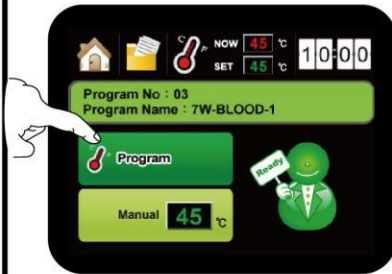 °C °F NOW 45 °C
SET 45 °C
10:00
Program No : 03
Program Name : 7W-BLOOD-1
°C °F Program
Ready
Manual 45 °C